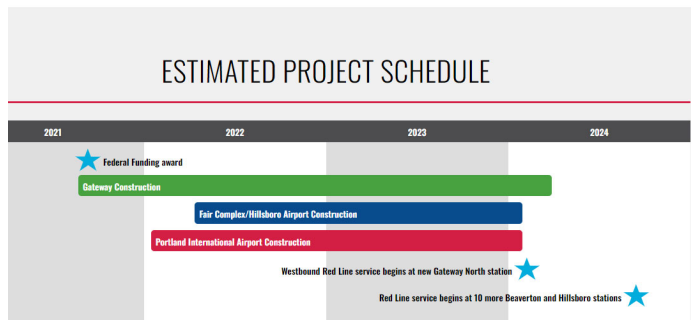 ESTIMATED PROJECT SCHEDULE
2021 2022 2023 2024
Federal Funding award
Gateway Construction
Fair Complex/Hillsboro Airport Construction
Portland International Airport Construction
Westbound Red Line service begins at new Gateway North station
Red Line service begins at 10 more Beaverton and Hillsboro stations